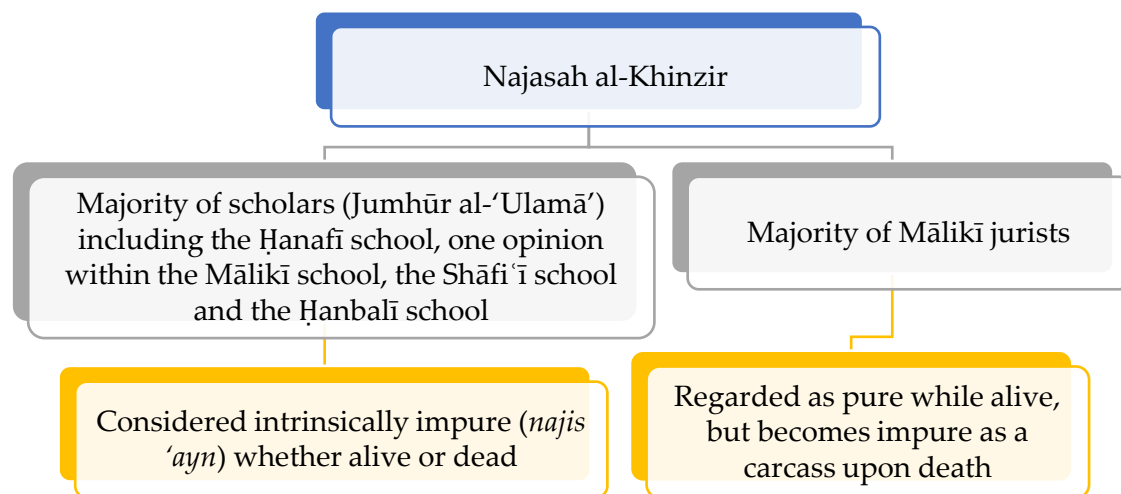 Najasah al-Khinzir
Majority of scholars (Jumhūr al-‘Ulamā’)
including the Ḥanafī school, one opinion
within the Mālikī school, the Shāfiʿī school
and the Ḥanbalī school
Majority of Mālikī jurists
Considered intrinsically impure (najis
‘ayn) whether alive or dead
Regarded as pure while alive,
but becomes impure as a
carcass upon death